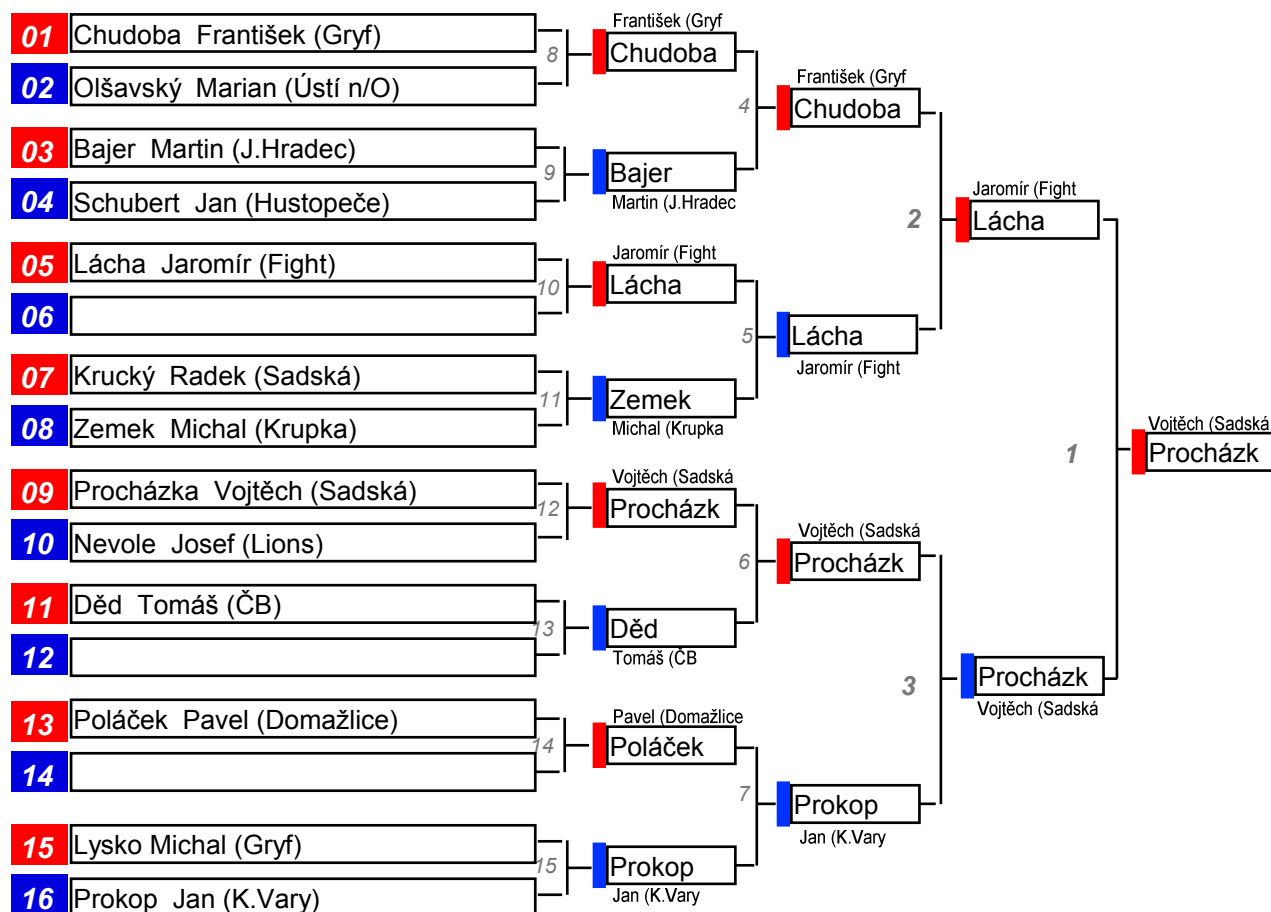 01 Chudoba František (Gryf)
02 Olšavský Marian (Ústí n/O)
03 Bajer Martin (J.Hradec)
04 Schubert Jan (Hustopeče)
05 Lácha Jaromír (Fight)
06
07 Krucký Radek (Sadská)
08 Zemek Michal (Krupka)
09 Procházka Vojtěch (Sadská)
10 Nevole Josef (Lions)
11 Děd Tomáš (ČB)
12
13 Poláček Pavel (Domažlice)
14
15 Lysko Michal (Gryf)
16 Prokop Jan (K.Vary)
8
9
10
11
12
13
14
15
František (Gryf
Chudoba
Bajer
Martin (J.Hradec
Jaromír (Fight
Lácha
Zemek
Michal (Krupka
Vojtěch (Sadská
Procházk
Děd
Tomáš (ČB
Pavel (Domažlice
Poláček
Prokop
Jan (K.Vary
4
5
6
7
František (Gryf
Chudoba
Lácha
Jaromír (Fight
Vojtěch (Sadská
Procházk
Prokop
Jan (K.Vary
2
3
Jaromír (Fight
Lácha
Procházk
Vojtěch (Sadská
1
Vojtěch (Sadská
Procházk